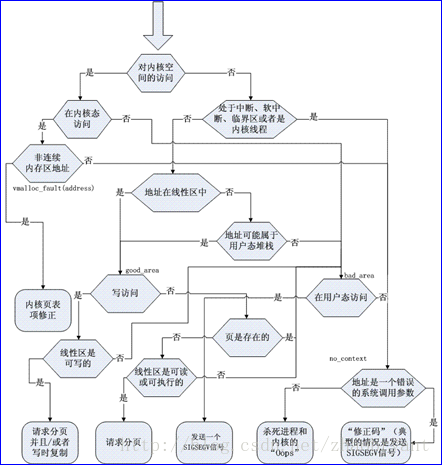 对内核空
间的访问
是
否
在内核态
访问
处于中断、软中
断、临界区或者是
内核线程
是
否
否
是
非连续
内存区地址
否
vmalloc_fault(address)
是
地址在线性区中
否
是
地址可能属于
用户态堆栈
是
否
good_area
bad_area
内核页表
项修正
写访问
否
是
在用户态访问
否
是
页是存在的
否
是
线性区是
可写的
否
线性区是可读
或可执行的
否
是
no_context
地址是一个错误
的系统调用参数
是
是
否
是
请求分页
并且/或者
写时复制
请求分页
发送一个
SIGSEGV信号
杀死进程和
内核的
“Oops”
“修正码”（典
型的情况是发送
SIGSEGV信号）